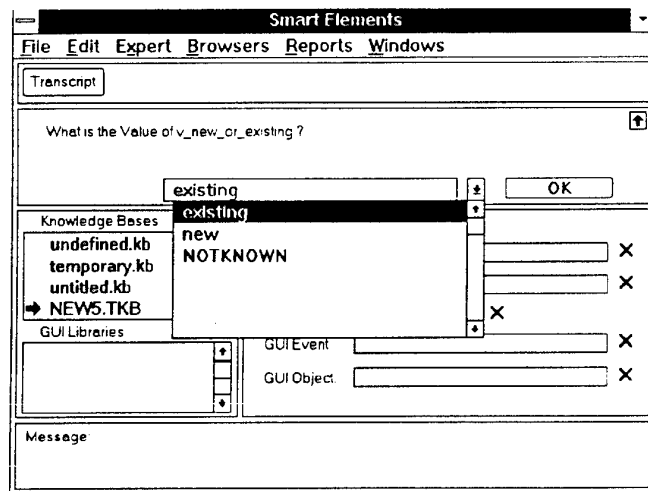 Smart Elements
File Edit Expert Browsers Reports Windows
Transcript
What is the Value of v_new_or_existing ?
existing
OK
existing
new
NOTKNOWN
Knowledge Bases
undefined.kb
temporary.kb
untitled.kb
NEW5.TKB
GUI Libraries
GUI Event
GUI Object:
Message: